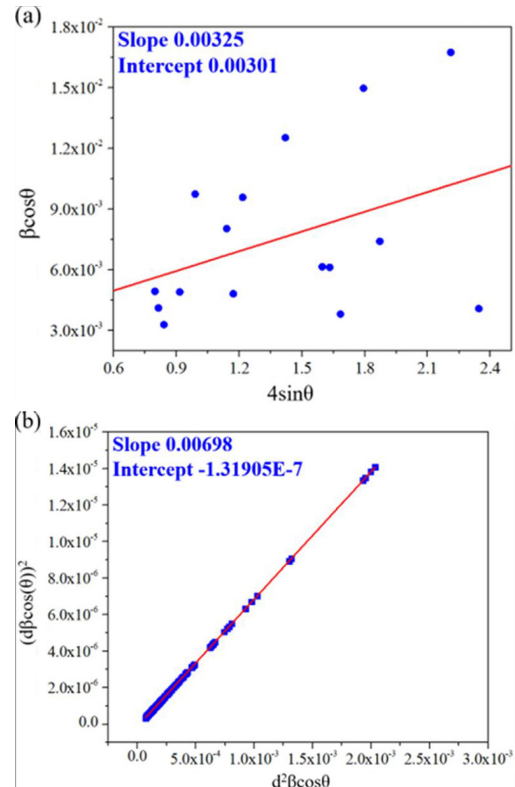 (a)
Slope 0.00325
Intercept 0.00301
1.8x10⁻²
1.5x10⁻²
1.2x10⁻²
9.0x10⁻³
6.0x10⁻³
3.0x10⁻³
βcosθ
0.6 0.9 1.2 1.5 1.8 2.1 2.4
4sinθ
(b)
Slope 0.00698
Intercept -1.31905E-7
1.6x10⁻⁵
1.4x10⁻⁵
1.2x10⁻⁵
1.0x10⁻⁵
8.0x10⁻⁶
6.0x10⁻⁶
4.0x10⁻⁶
2.0x10⁻⁶
0.0
(dβcos(θ))²
0.0 5.0x10⁻⁴ 1.0x10⁻³ 1.5x10⁻³ 2.0x10⁻³ 2.5x10⁻³ 3.0x10⁻³
d²βcosθ